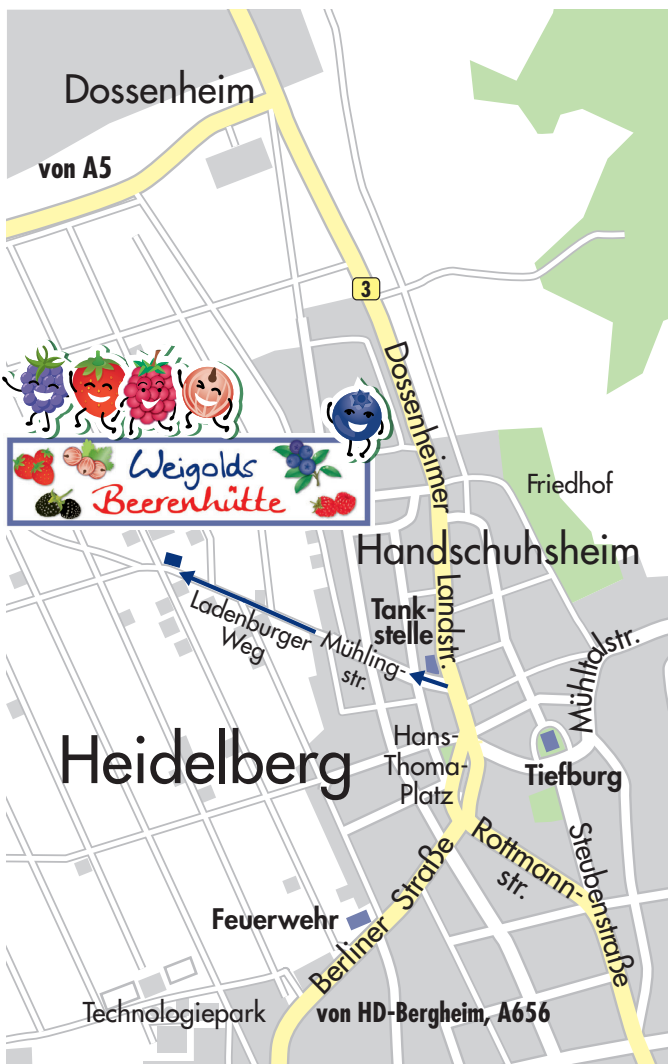 Dossenheim
von A5
3
Dossenheimer Landstr.
Weigolds
Beerenhütte
Friedhof
Handschuhsheim
Tank-
stelle
Ladenburger
Weg
Mühling-
str.
Mühltalstr.
Heidelberg
Hans-
Thoma-
Platz
Tiefburg
Rottmann-
str.
Steubenstraße
Berliner Straße
Feuerwehr
Technologiepark
von HD-Bergheim, A656